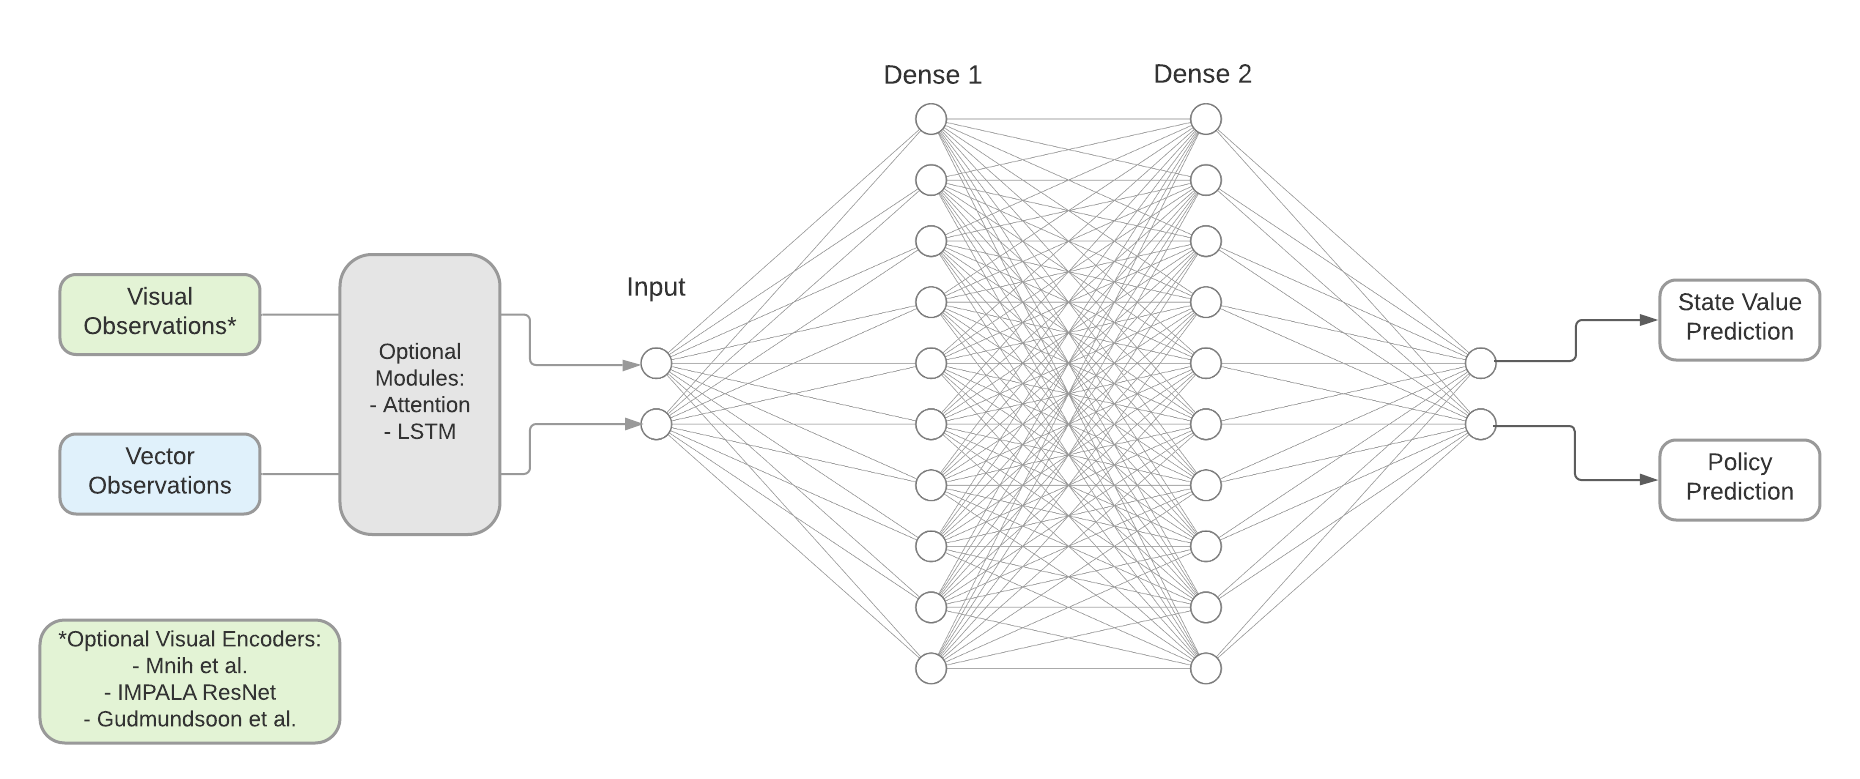 Dense 1
Dense 2
Input
Visual
Observations*
Vector
Observations
Optional
Modules:
- Attention
- LSTM
State Value
Prediction
Policy
Prediction
*Optional Visual Encoders:
- Mnih et al.
- IMPALA ResNet
- Gudmundsoon et al.